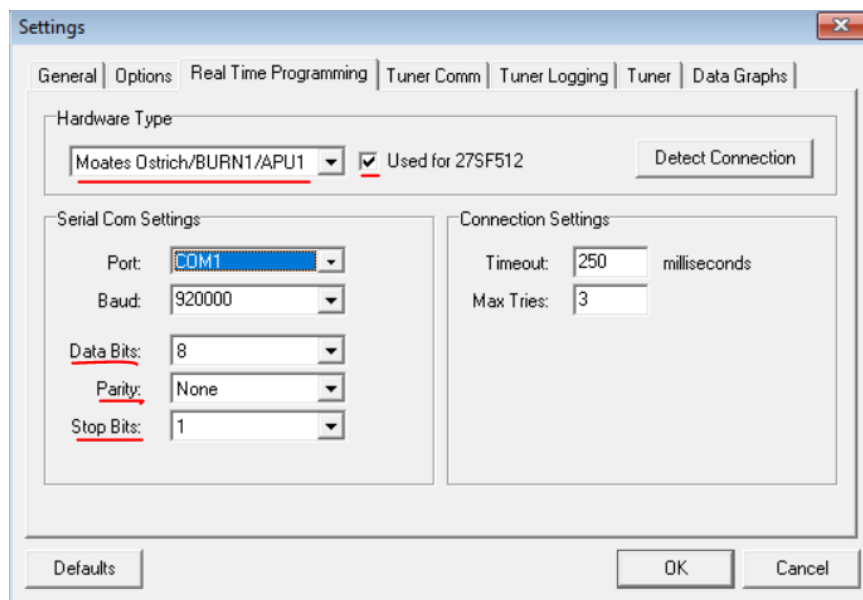 Settings
General Options Real Time Programming Tuner Comm Tuner Logging Tuner Data Graphs
Hardware Type
Moates Ostrich/BURN1/APU1 Used for 27SF512 Detect Connection
Serial Com Settings
Port: COM1
Baud: 920000
Data Bits: 8
Parity: None
Stop Bits: 1
Connection Settings
Timeout: 250 milliseconds
Max Tries: 3
Defaults OK Cancel